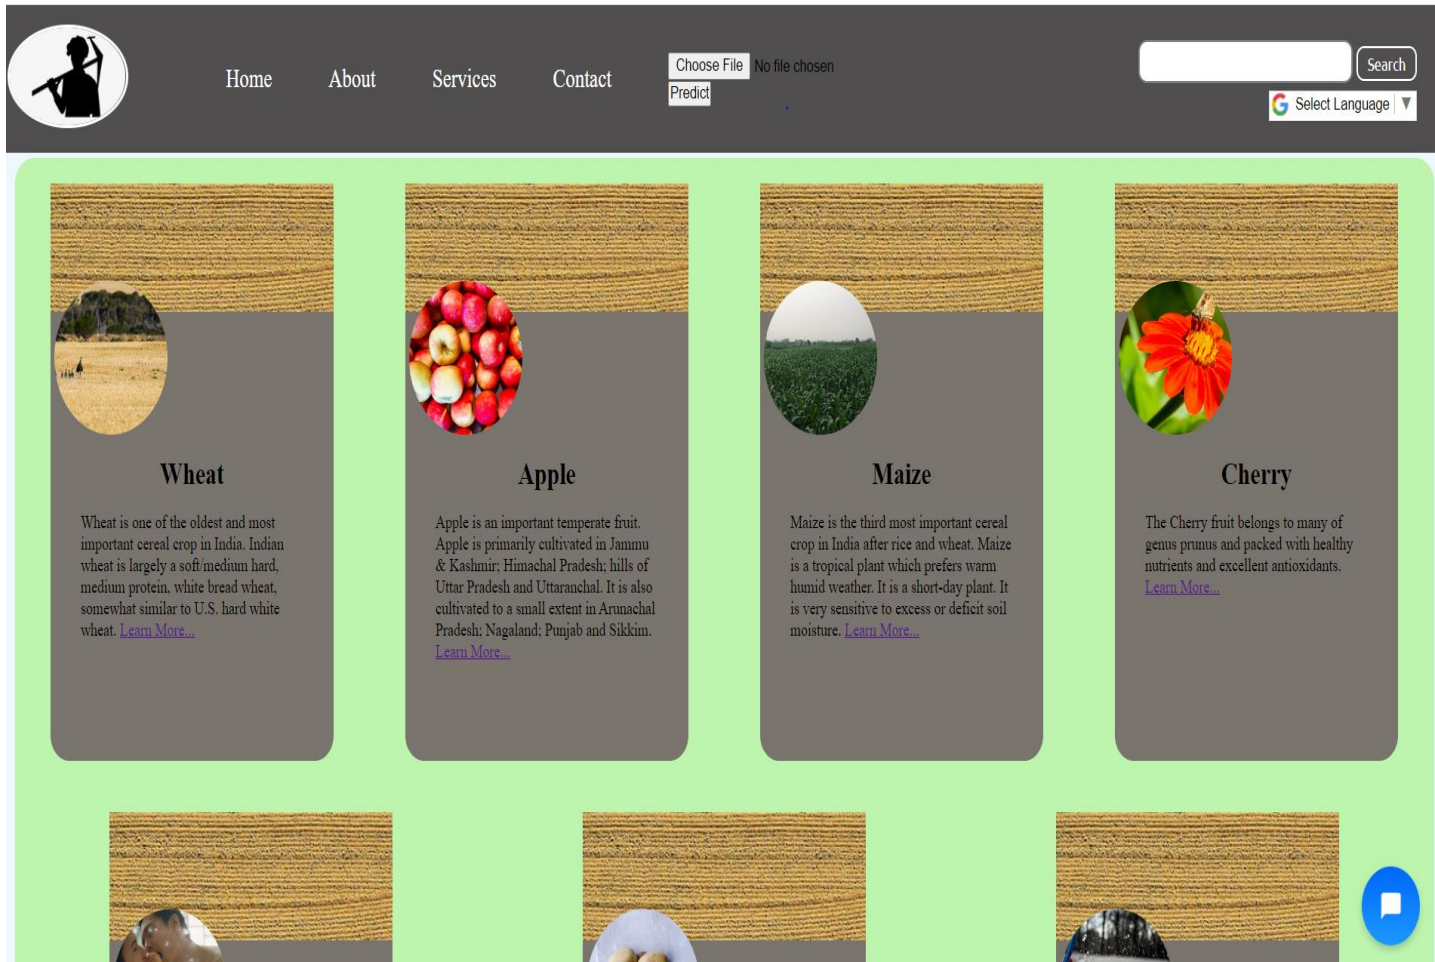 Home About Services Contact
Choose File No file chosen
Predict
Search
Select Language ▼
Wheat
Wheat is one of the oldest and most
important cereal crop in India. Indian
wheat is largely a soft/medium hard,
medium protein, white bread wheat,
somewhat similar to U.S. hard white
wheat. Learn More...
Apple
Apple is an important temperate fruit.
Apple is primarily cultivated in Jammu
& Kashmir; Himachal Pradesh; hills of
Uttar Pradesh and Uttaranchal. It is also
cultivated to a small extent in Arunachal
Pradesh; Nagaland; Punjab and Sikkim.
Learn More...
Maize
Maize is the third most important cereal
crop in India after rice and wheat. Maize
is a tropical plant which prefers warm
humid weather. It is a short-day plant. It
is very sensitive to excess or deficit soil
moisture. Learn More...
Cherry
The Cherry fruit belongs to many of
genus prunus and packed with healthy
nutrients and excellent antioxidants.
Learn More...